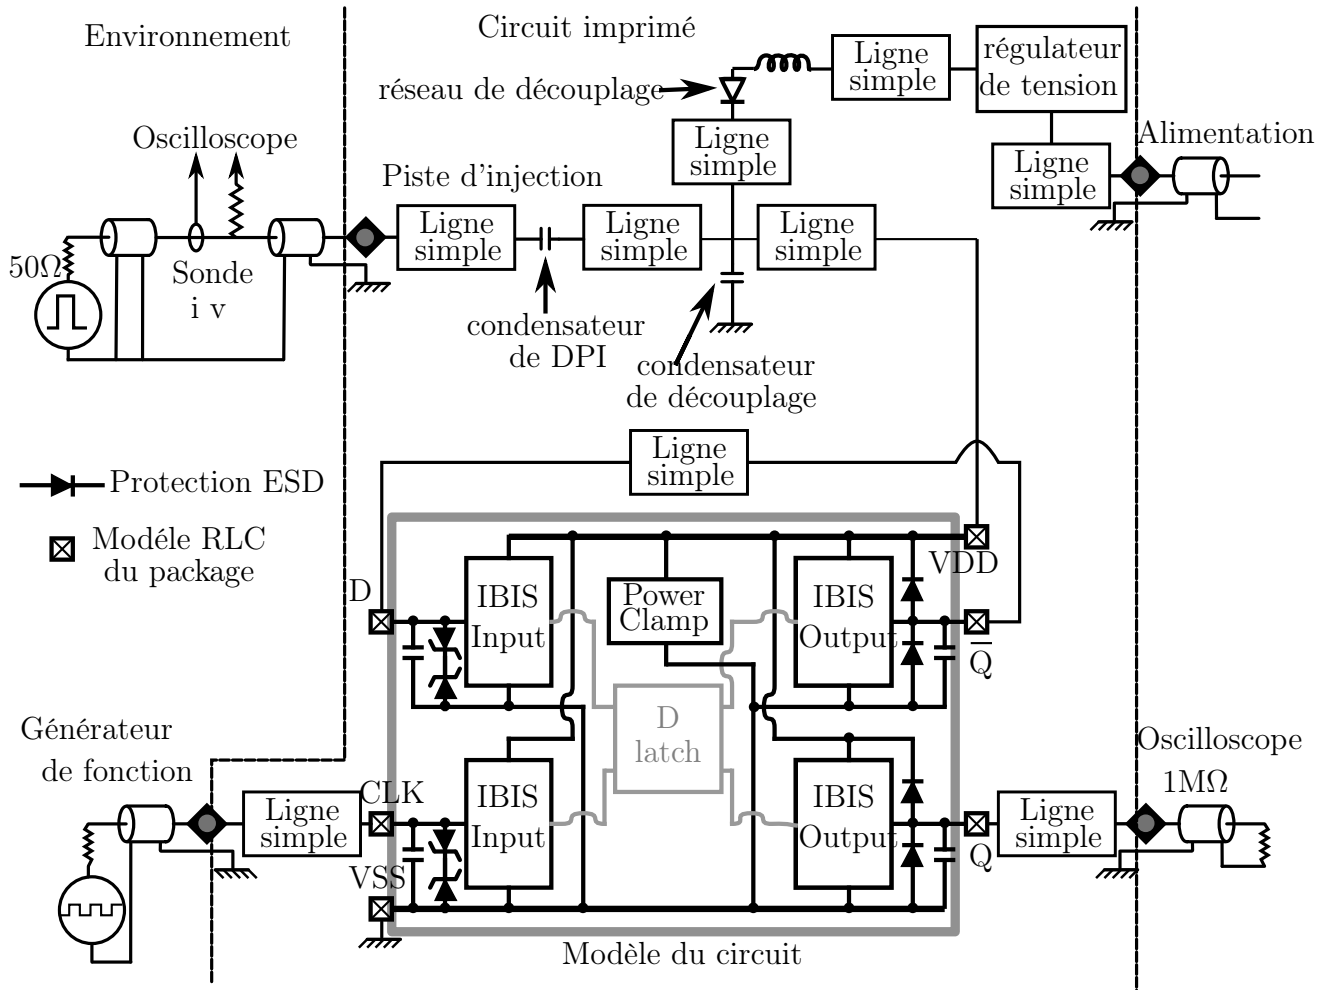 Environnement
Circuit imprimé
réseau de découplage
Ligne
simple
régulateur
de tension
Oscilloscope
Ligne
simple
Alimentation
Ligne
simple
Piste d'injection
Ligne
simple
Ligne
simple
Ligne
simple
50Ω
Sonde
i v
condensateur
de DPI
condensateur
de découplage
Ligne
simple
Protection ESD
Modéle RLC
du package
VDD
D
IBIS
Input
Power
Clamp
IBIS
Output
Q
D
latch
Générateur
de fonction
Oscilloscope
1MΩ
CLK
Ligne
simple
IBIS
Input
IBIS
Output
Ligne
simple
Q
VSS
Modèle du circuit